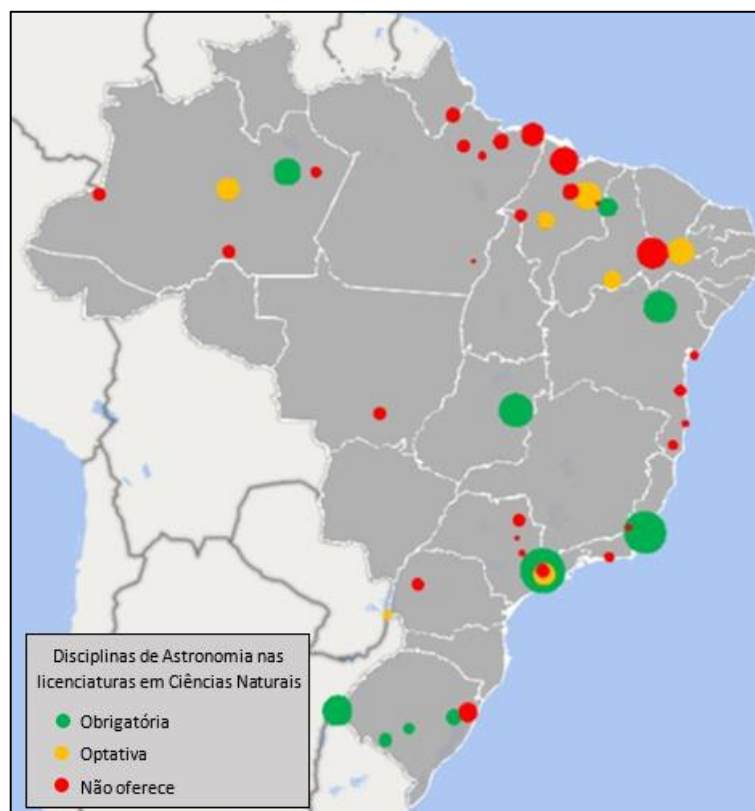 Disciplinas de Astronomia nas
licenciaturas em Ciências Naturais
Obrigatória
Optativa
Não oferece